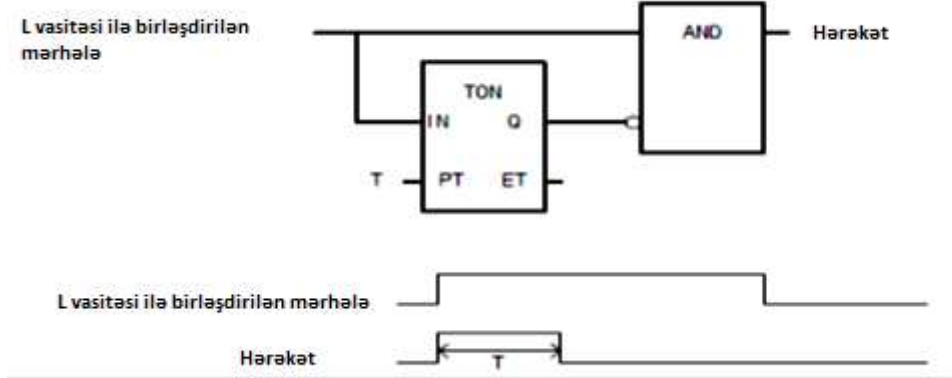 L vasitəsi ilə birləşdirilən
mərhələ
AND
Hərəkət
TON
IN Q
T PT ET
L vasitəsi ilə birləşdirilən mərhələ
T
Hərəkət